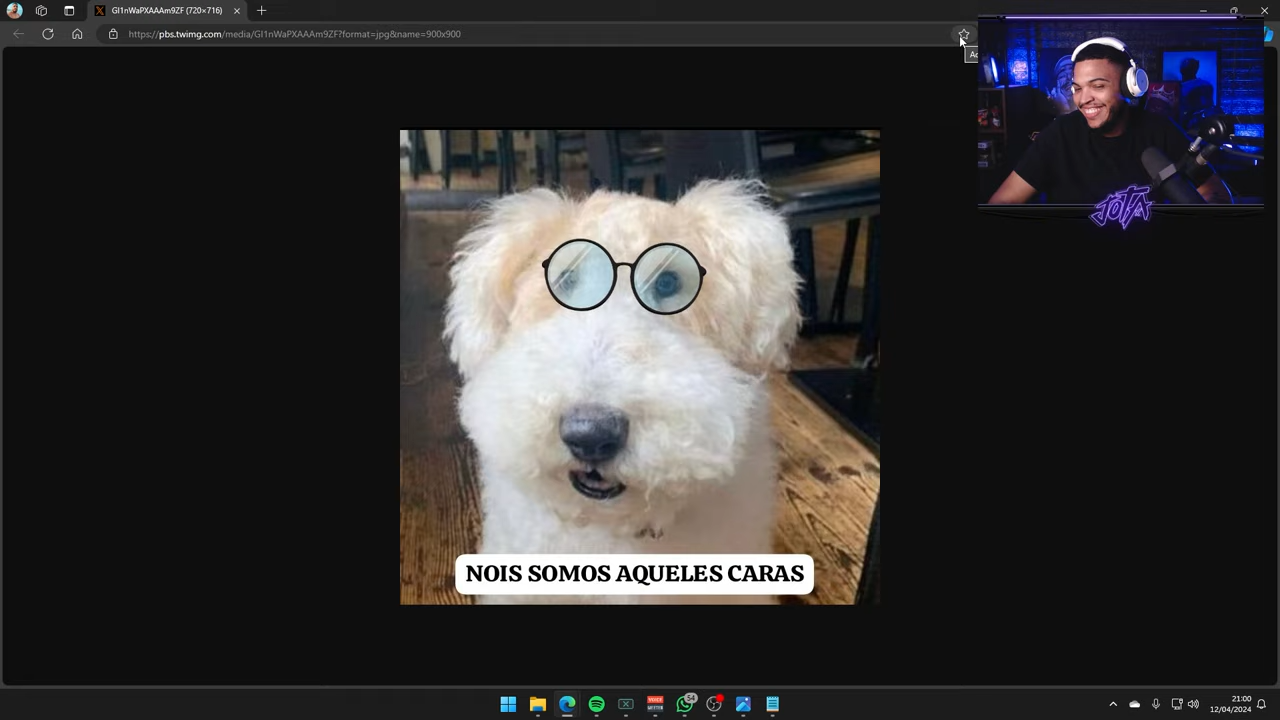 GI1nWaPXAAAm9ZF (720×716)
https://pbs.twimg.com/media/GI1nWaPXAAAm9ZF?format=jpg&name=900x900
JOTA
NOIS SOMOS AQUELES CARAS
54
21:00
12/04/2024